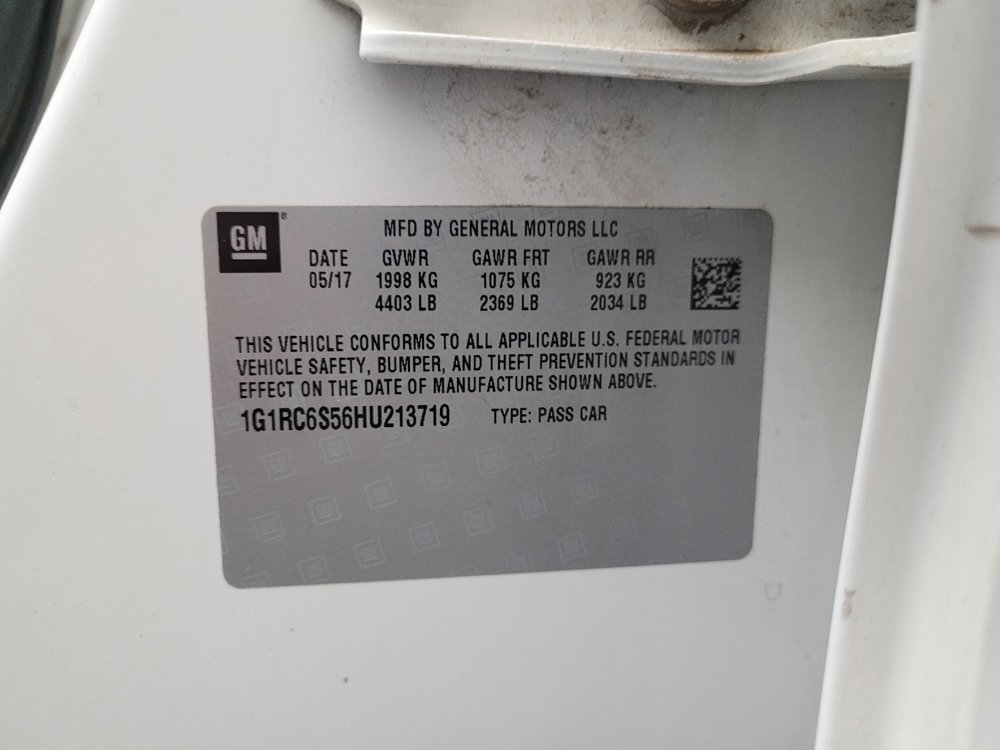 GM ®
MFD BY GENERAL MOTORS LLC
DATE GVWR GAWR FRT GAWR RR
05/17 1998 KG 1075 KG 923 KG
4403 LB 2369 LB 2034 LB
THIS VEHICLE CONFORMS TO ALL APPLICABLE U.S. FEDERAL MOTOR
VEHICLE SAFETY, BUMPER, AND THEFT PREVENTION STANDARDS IN
EFFECT ON THE DATE OF MANUFACTURE SHOWN ABOVE.
1G1RC6S56HU213719 TYPE: PASS CAR